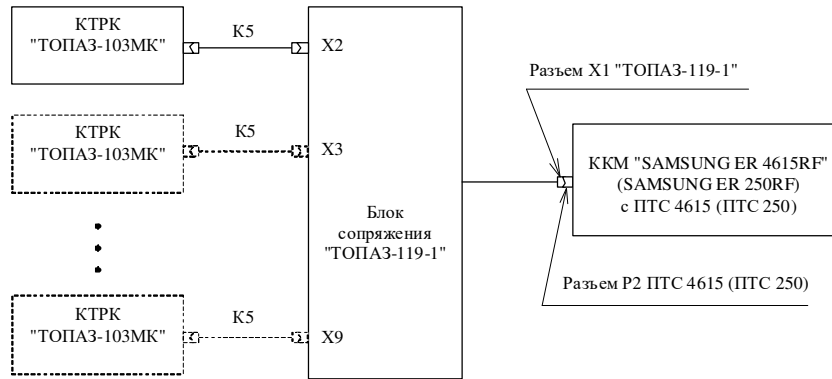 КТРК
"ТОПАЗ-103МК"
К5
X2
КТРК
"ТОПАЗ-103МК"
К5
X3
КТРК
"ТОПАЗ-103МК"
К5
X9
Блок
сопряжения
"ТОПАЗ-119-1"
Разъем X1 "ТОПАЗ-119-1"
ККМ "SAMSUNG ER 4615RF"
(SAMSUNG ER 250RF)
с ПТС 4615 (ПТС 250)
Разъем P2 ПТС 4615 (ПТС 250)